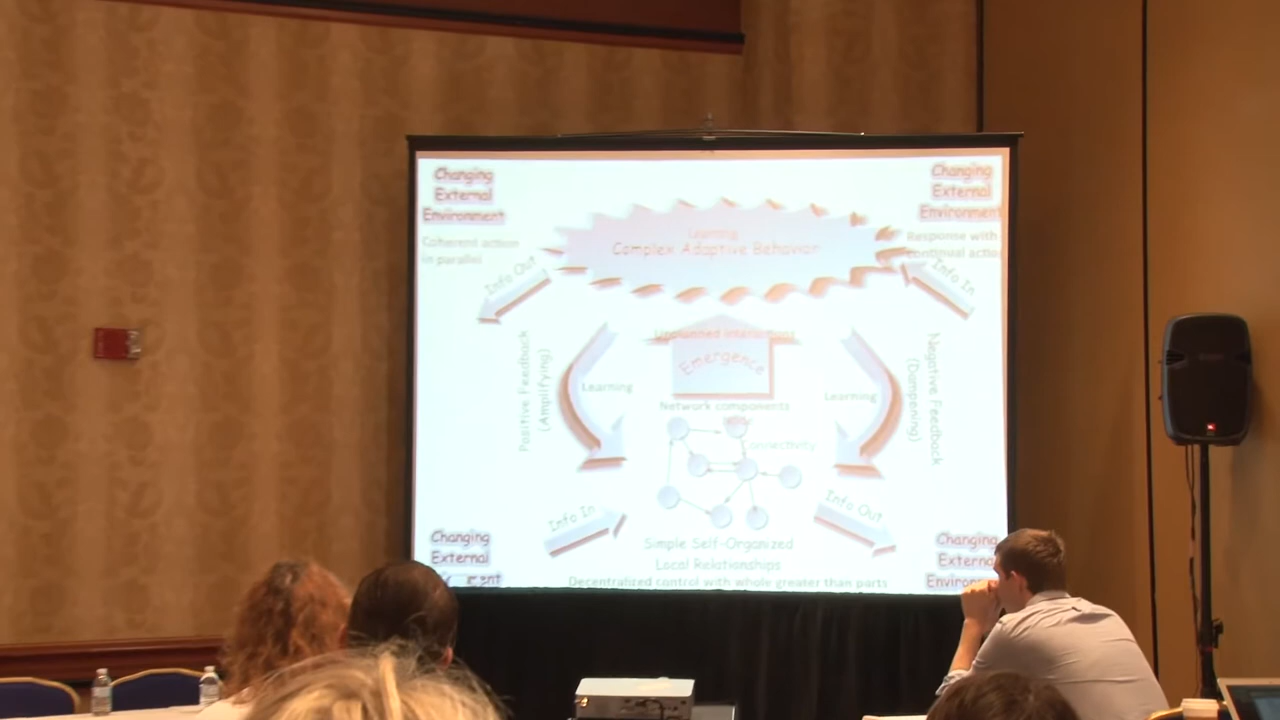 Changing
External
Environment
Coherent action
in parallel
Info Out
Learning
Complex Adaptive Behavior
Changing
External
Environment
Response with
continual action
Info In
Positive Feedback
(Amplifying)
Learning
Unplanned interactions
Emergence
Learning
Negative Feedback
(Dampening)
Network components
Connectivity
Info In
Info Out
Simple Self-Organized
Local Relationships
Decentralized control with whole greater than parts
Changing
External
Changing
External